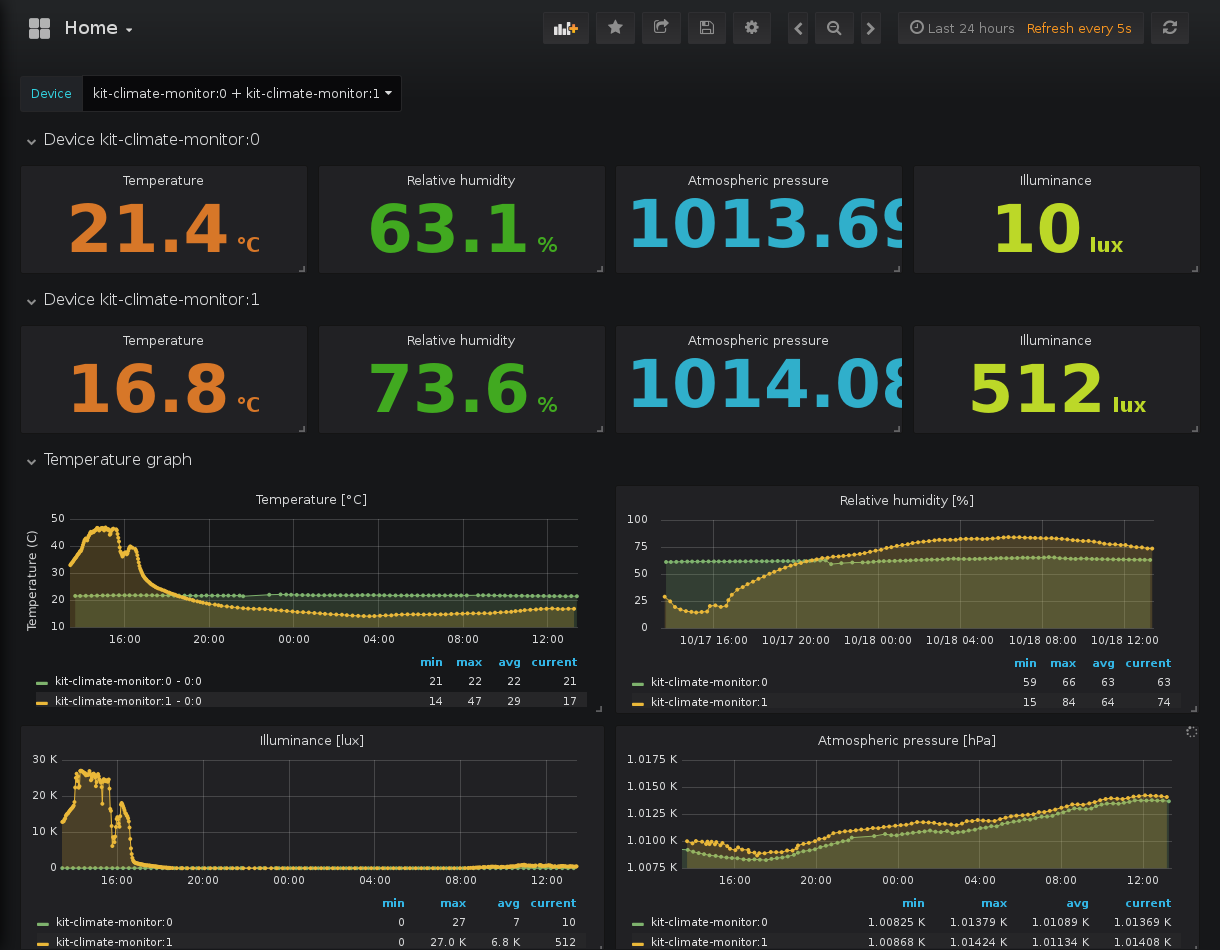 Home
Last 24 hours Refresh every 5s
Device kit-climate-monitor:0 + kit-climate-monitor:1
Device kit-climate-monitor:0
Temperature
21.4 °C
Relative humidity
63.1 %
Atmospheric pressure
1013.69
Illuminance
10 lux
Device kit-climate-monitor:1
Temperature
16.8 °C
Relative humidity
73.6 %
Atmospheric pressure
1014.08
Illuminance
512 lux
Temperature graph
Temperature [°C]
Temperature (C)
50
40
30
20
10
16:00 20:00 00:00 04:00 08:00 12:00
min max avg current
kit-climate-monitor:0 - 0:0 21 22 22 21
kit-climate-monitor:1 - 0:0 14 47 29 17
Relative humidity [%]
100
75
50
25
0
10/17 16:00 10/17 20:00 10/18 00:00 10/18 04:00 10/18 08:00 10/18 12:00
min max avg current
kit-climate-monitor:0 59 66 63 63
kit-climate-monitor:1 15 84 64 74
Illuminance [lux]
30 K
20 K
10 K
0
16:00 20:00 00:00 04:00 08:00 12:00
min max avg current
kit-climate-monitor:0 0 27 7 10
kit-climate-monitor:1 0 27.0 K 6.8 K 512
Atmospheric pressure [hPa]
1.0175 K
1.0150 K
1.0125 K
1.0100 K
1.0075 K
16:00 20:00 00:00 04:00 08:00 12:00
min max avg current
kit-climate-monitor:0 1.00825 K 1.01379 K 1.01089 K 1.01369 K
kit-climate-monitor:1 1.00868 K 1.01424 K 1.01134 K 1.01408 K